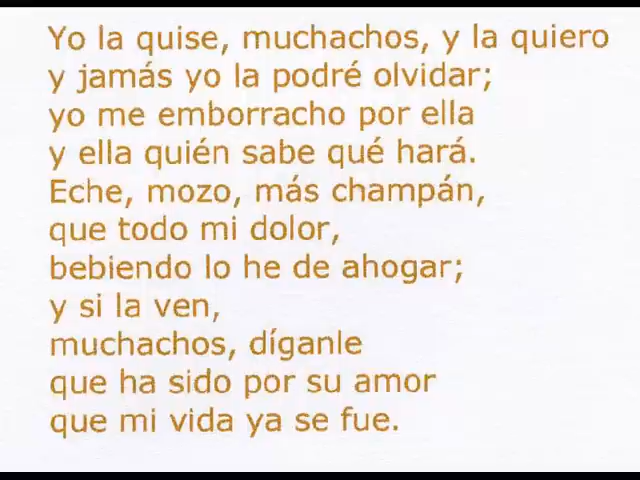 Yo la quise, muchachos, y la quiero
y jamás yo la podré olvidar;
yo me emborracho por ella
y ella quién sabe qué hará.
Eche, mozo, más champán,
que todo mi dolor,
bebiendo lo he de ahogar;
y si la ven,
muchachos, díganle
que ha sido por su amor
que mi vida ya se fue.